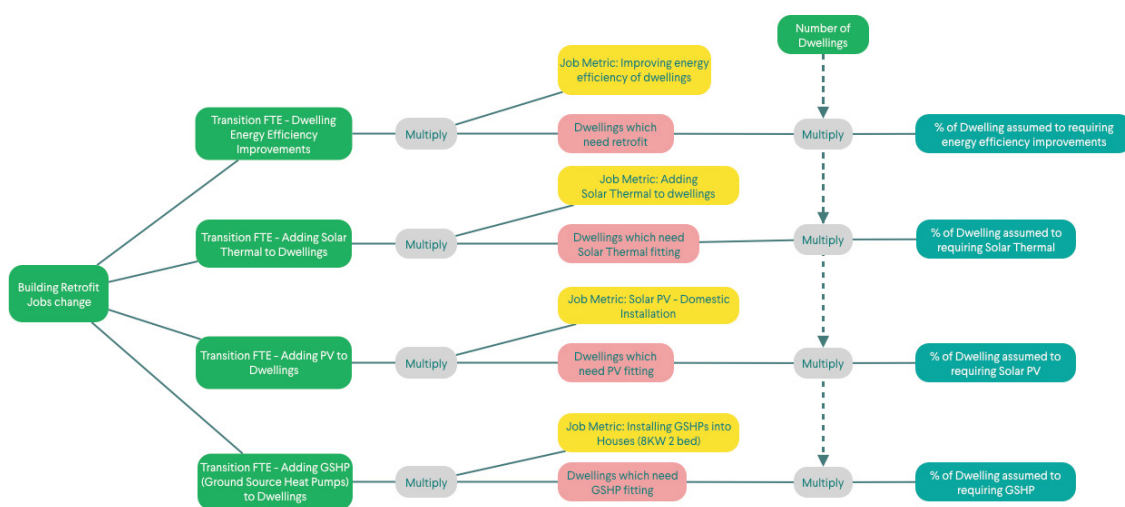 Number of
Dwellings
Job Metric: Improving energy
efficiency of dwellings
Transition FTE - Dwelling
Energy Efficiency
Improvements
Multiply
Dwellings which
need retrofit
Multiply
% of Dwelling assumed to requiring
energy efficiency improvements
Job Metric: Adding
Solar Thermal to dwellings
Transition FTE - Adding Solar
Thermal to Dwellings
Multiply
Dwellings which need
Solar Thermal fitting
Multiply
% of Dwelling assumed to
requiring Solar Thermal
Building Retrofit
Jobs change
Job Metric: Solar PV - Domestic
Installation
Transition FTE - Adding PV to
Dwellings
Multiply
Dwellings which
need PV fitting
Multiply
% of Dwelling assumed to
requiring Solar PV
Job Metric: Installing GSHPs into
Houses (8KW 2 bed)
Transition FTE - Adding GSHP
(Ground Source Heat Pumps)
to Dwellings
Multiply
Dwellings which need
GSHP fitting
Multiply
% of Dwelling assumed to
requiring GSHP